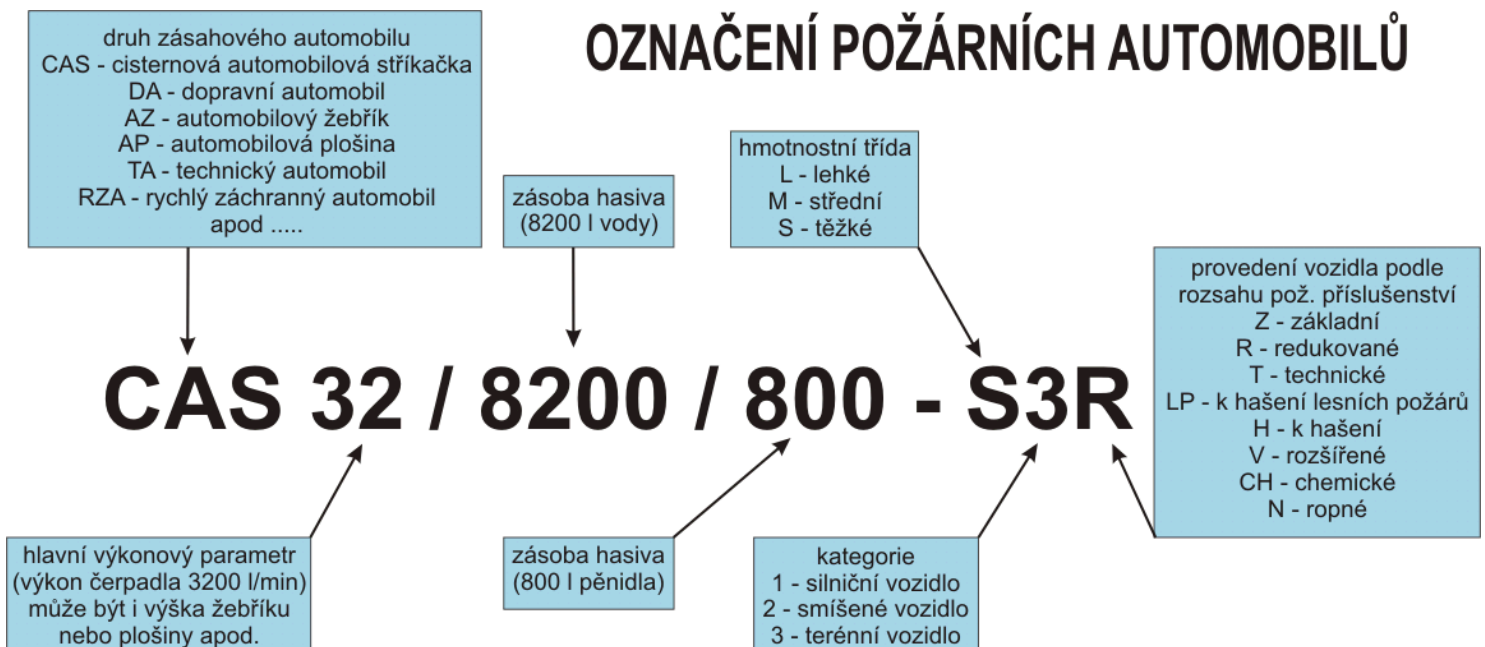 OZNAČENÍ POŽÁRNÍCH AUTOMOBILŮ
druh zásahového automobilu
CAS - cisternová automobilová stříkačka
DA - dopravní automobil
AZ - automobilový žebřík
AP - automobilová plošina
TA - technický automobil
RZA - rychlý záchranný automobil
apod .....
zásoba hasiva
(8200 l vody)
hmotnostní třída
L - lehké
M - střední
S - těžké
provedení vozidla podle
rozsahu pož. příslušenství
Z - základní
R - redukované
T - technické
LP - k hašení lesních požárů
H - k hašení
V - rozšířené
CH - chemické
N - ropné
CAS 32 / 8200 / 800 - S3R
hlavní výkonový parametr
(výkon čerpadla 3200 l/min)
může být i výška žebříku
nebo plošiny apod.
zásoba hasiva
(800 l pěnidla)
kategorie
1 - silniční vozidlo
2 - smíšené vozidlo
3 - terénní vozidlo